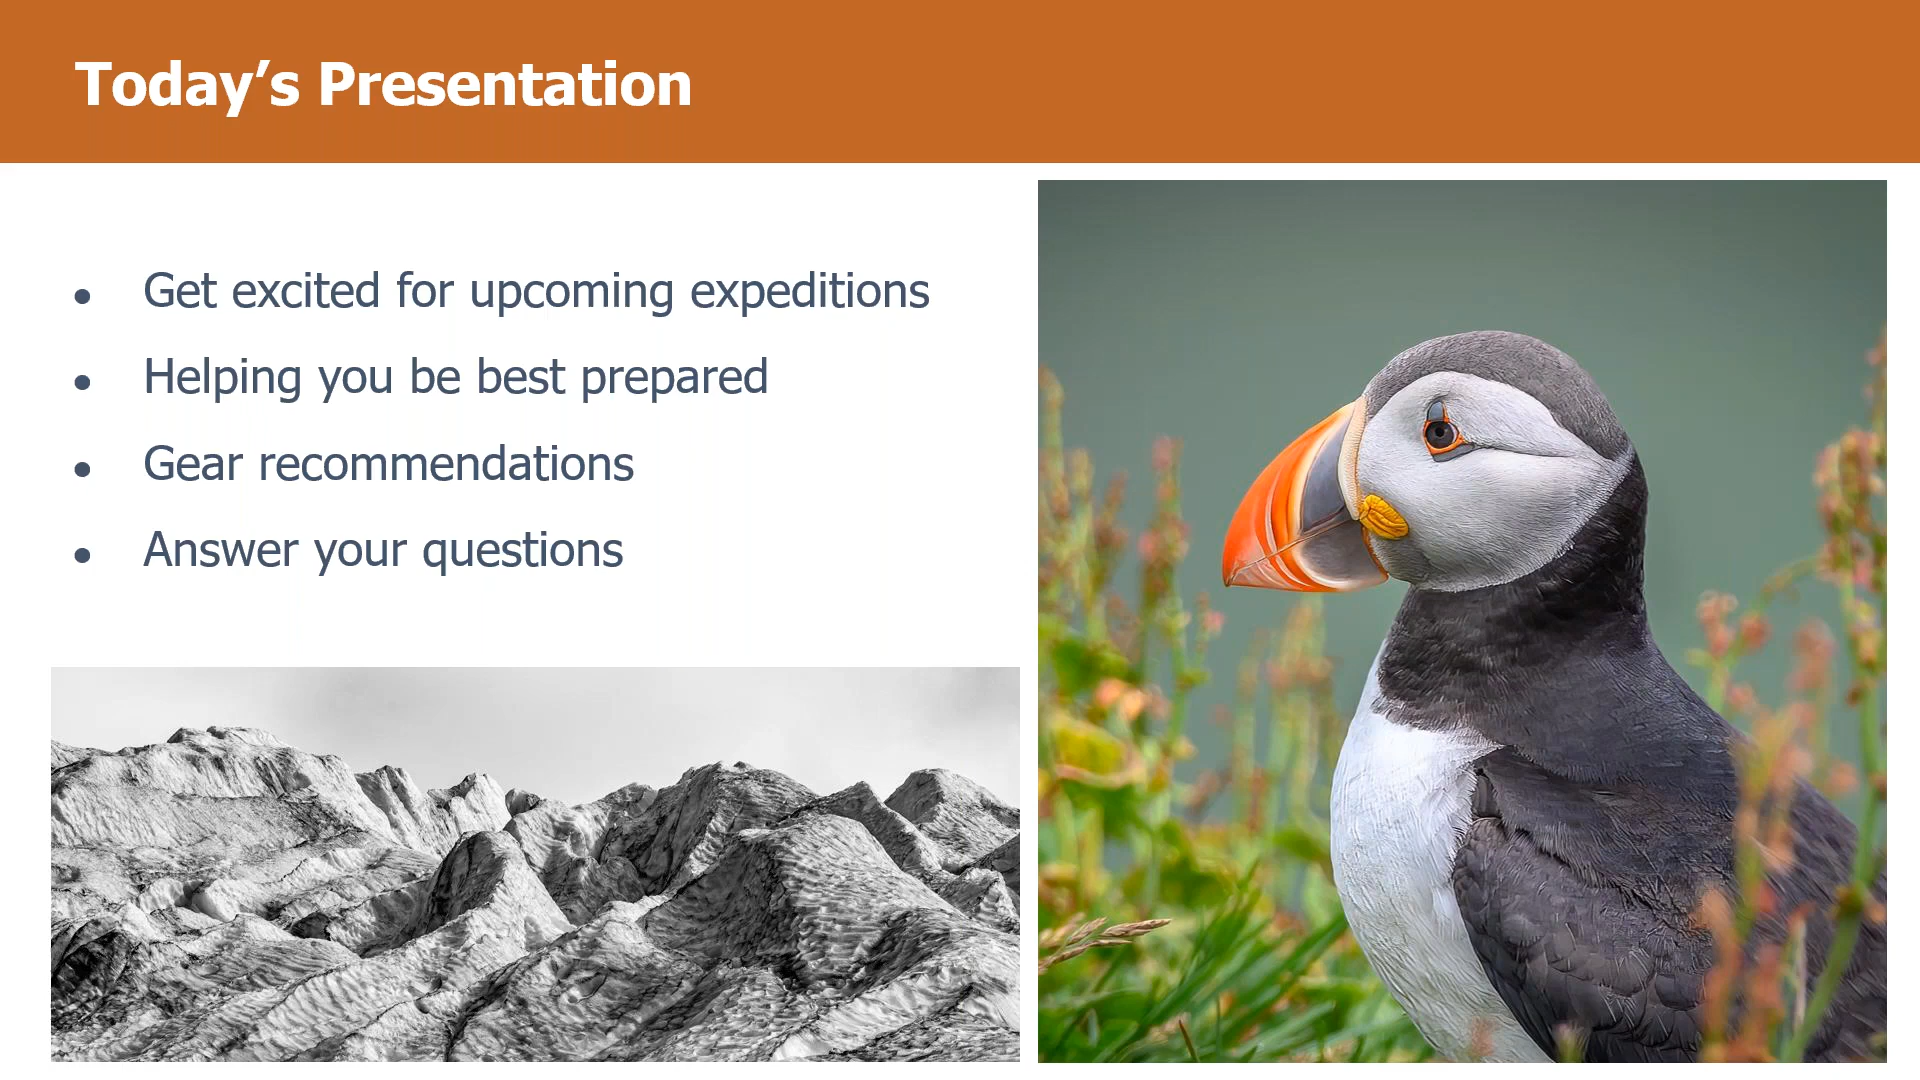 Today’s Presentation
• Get excited for upcoming expeditions
• Helping you be best prepared
• Gear recommendations
• Answer your questions